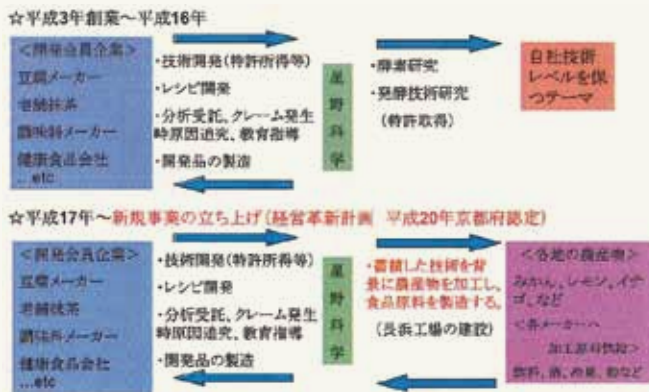 ☆平成3年創業～平成16年
<開発会員企業>
豆腐メーカー
老舗抹茶
調味料メーカー
健康食品会社
…etc
・技術開発(特許所得等)
・レシピ開発
・分析受託、クレーム発生
時原因追究、教育指導
・開発品の製造
星野科学
・酵素研究
・発酵技術研究
(特許取得)
自社技術
レベルを保
つテーマ
☆平成17年～新規事業の立ち上げ(経営革新計画 平成20年京都府認定)
<開発会員企業>
豆腐メーカー
老舗抹茶
調味料メーカー
健康食品会社
…etc
・技術開発(特許所得等)
・レシピ開発
・分析受託、クレーム発生
時原因追究、教育指導
・開発品の製造
星野科学
・蓄積した技術を背
景に農産物を加工し、
食品原料を製造する。
(長浜工場の建設)
<各地の農産物>
みかん、レモン、イチ
ゴ、など
<各メーカーへ
加工原料供給>
飲料、酒、
など